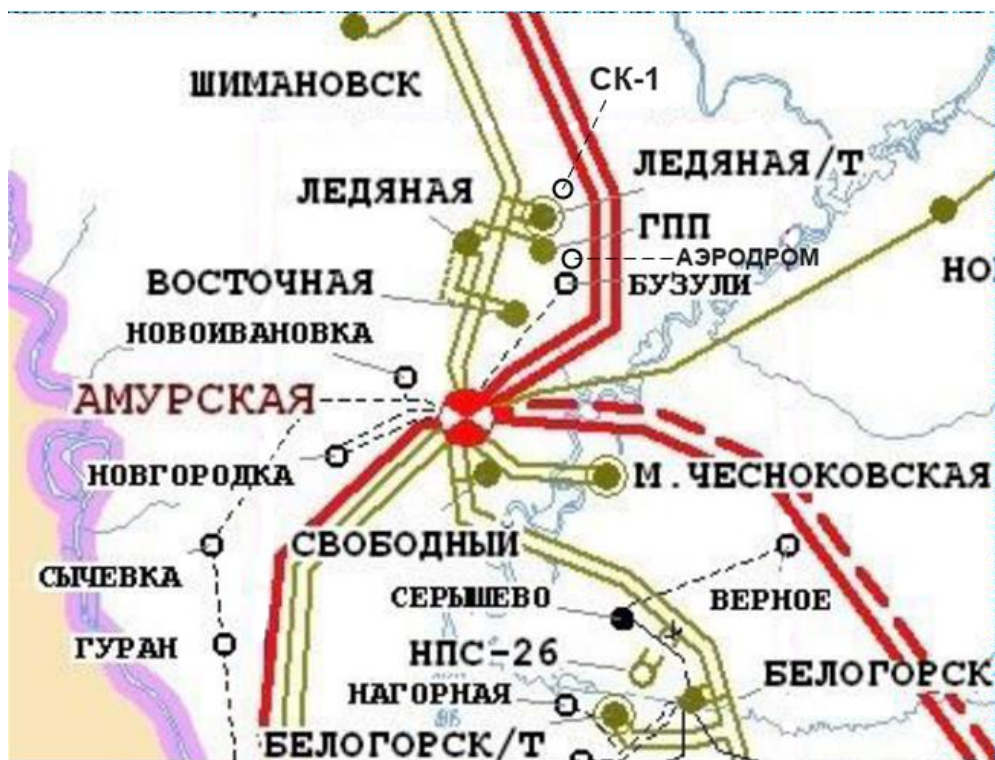 ШИМАНОВСК
СК-1
ЛЕДЯНАЯ/Т
ЛЕДЯНАЯ
ГПП
АЭРОДРОМ
НО
ВОСТОЧНАЯ
БУЗУЛИ
НОВОИВАНОВКА
АМУРСКАЯ
НОВГОРОДКА
М.ЧЕСНОКОВСКАЯ
СВОБОДНЫЙ
СЫЧЕВКА
СЕРЫШЕВО
ВЕРНОЕ
ГУРАН
НПС-26
БЕЛОГОРСК
НАГОРНАЯ
БЕЛОГОРСК/Т